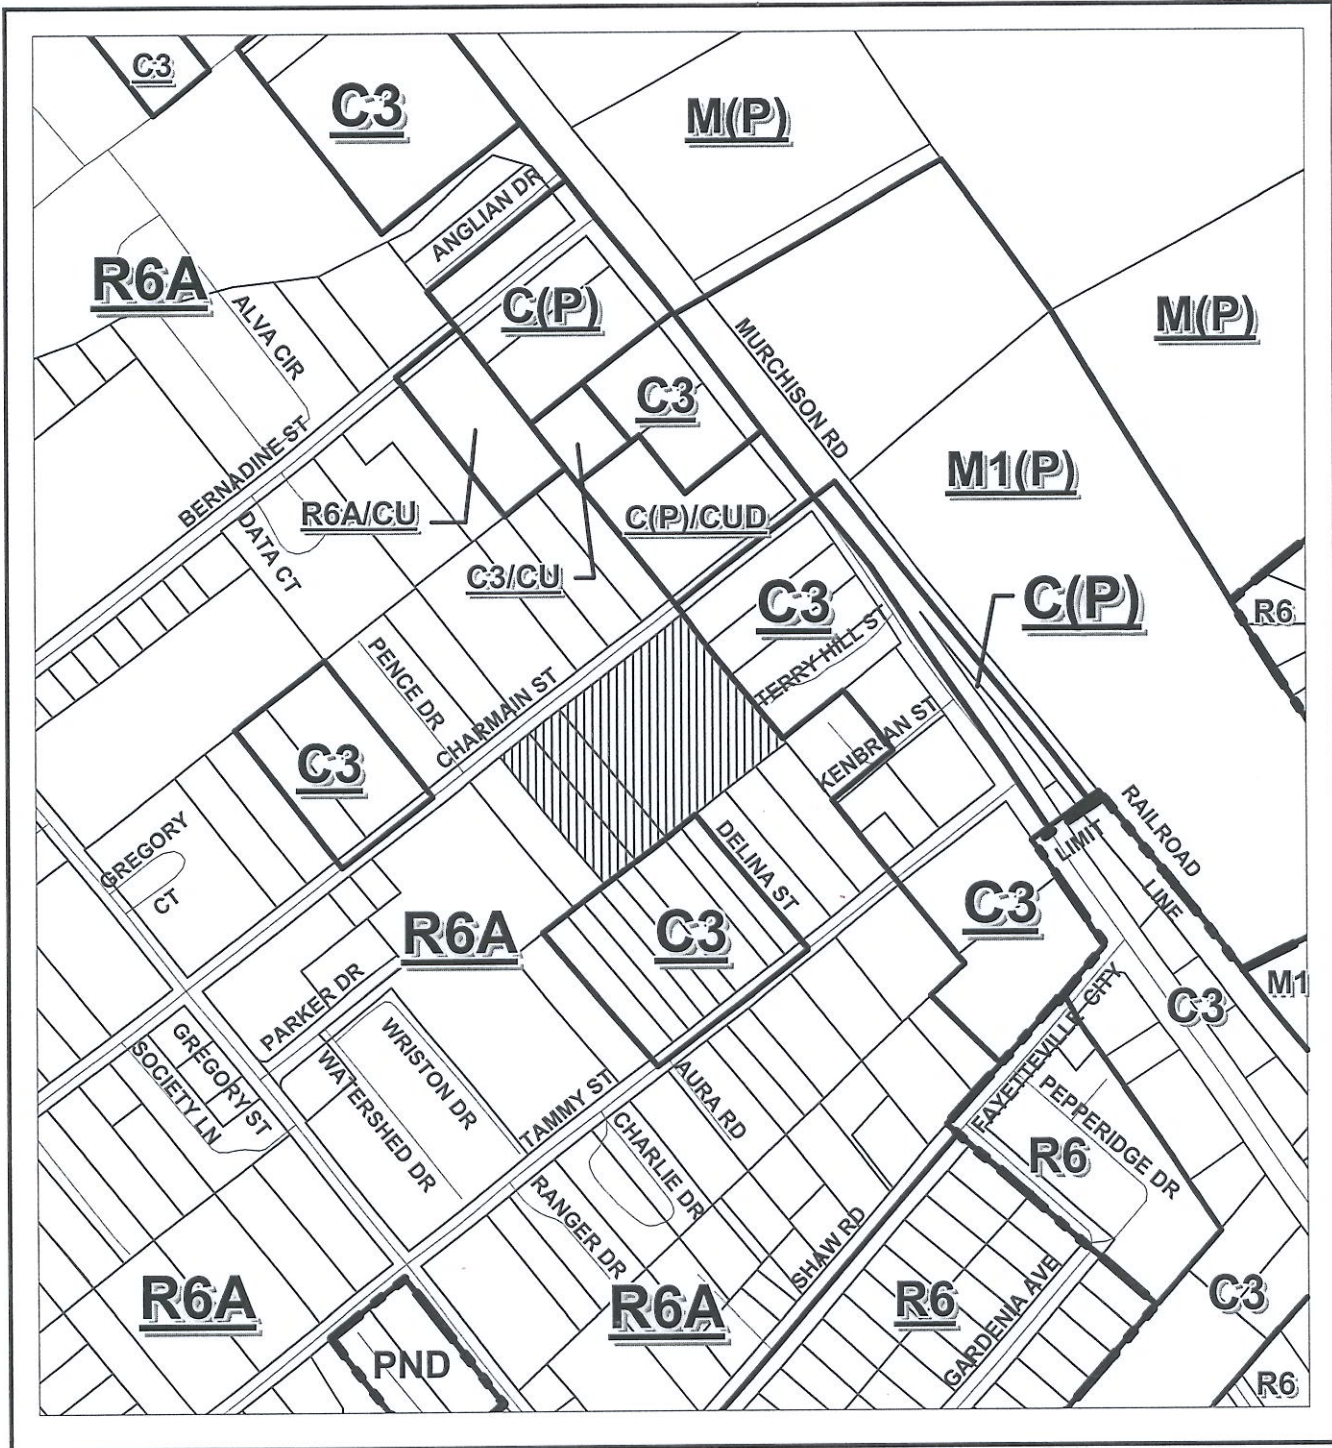 C3
C3
M(P)
ANGLIAN DR
R6A
ALVA CIR
C(P)
M(P)
MURCHISON RD
C3
BERNADINE ST
M1(P)
R6A/CU
C(P)/CUD
DATA CT
C3/CU
C3
C(P)
R6
TERRY HILL ST
PENCE DR
CHARMAIN ST
KENBRIAN ST
C3
GREGORY
CT
DELINA ST
RAILROAD
LINE
LIMIT
C3
R6A
C3
PARKER DR
CITY
FAYETTEVILLE
C3
M1
GREGORY ST
SOCIETY LN
WRISTON DR
WATERSHED DR
TAMMY ST
AURA RD
CHARLIE DR
RANGER DR
PEPPERIDGE DR
R6
SHAW RD
R6A
R6A
R6
GARDENIA AVE
C3
PND
R6